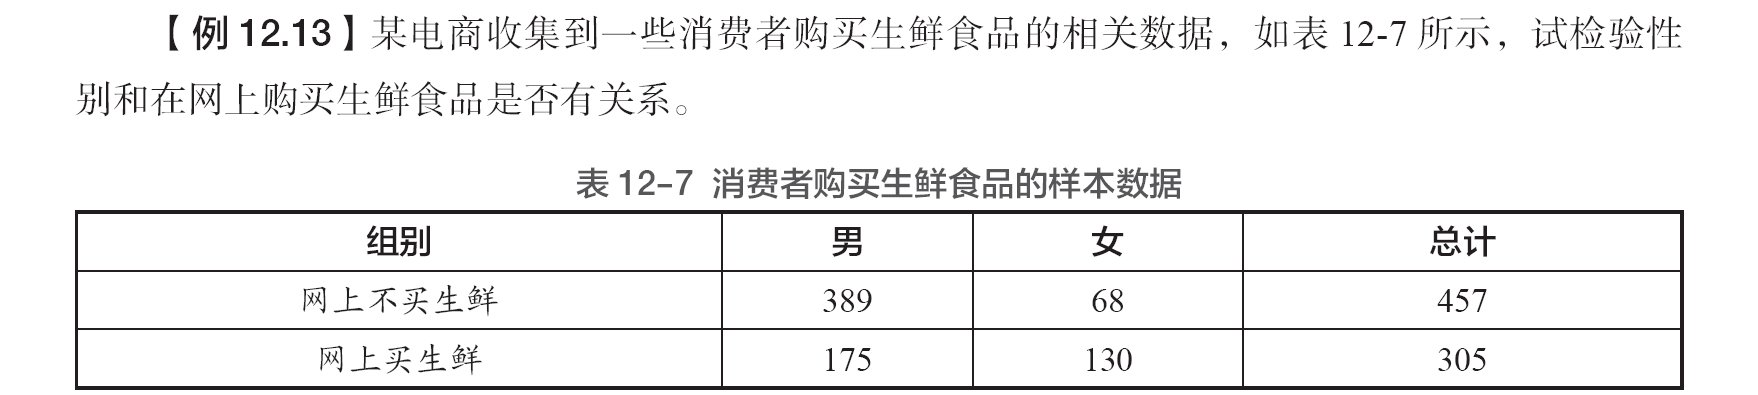 【例 12.13】某电商收集到一些消费者购买生鲜食品的相关数据，如表 12-7 所示，试检验性
别和在网上购买生鲜食品是否有关系。
表 12-7 消费者购买生鲜食品的样本数据
组别 男 女 总计
网上不买生鲜 389 68 457
网上买生鲜 175 130 305